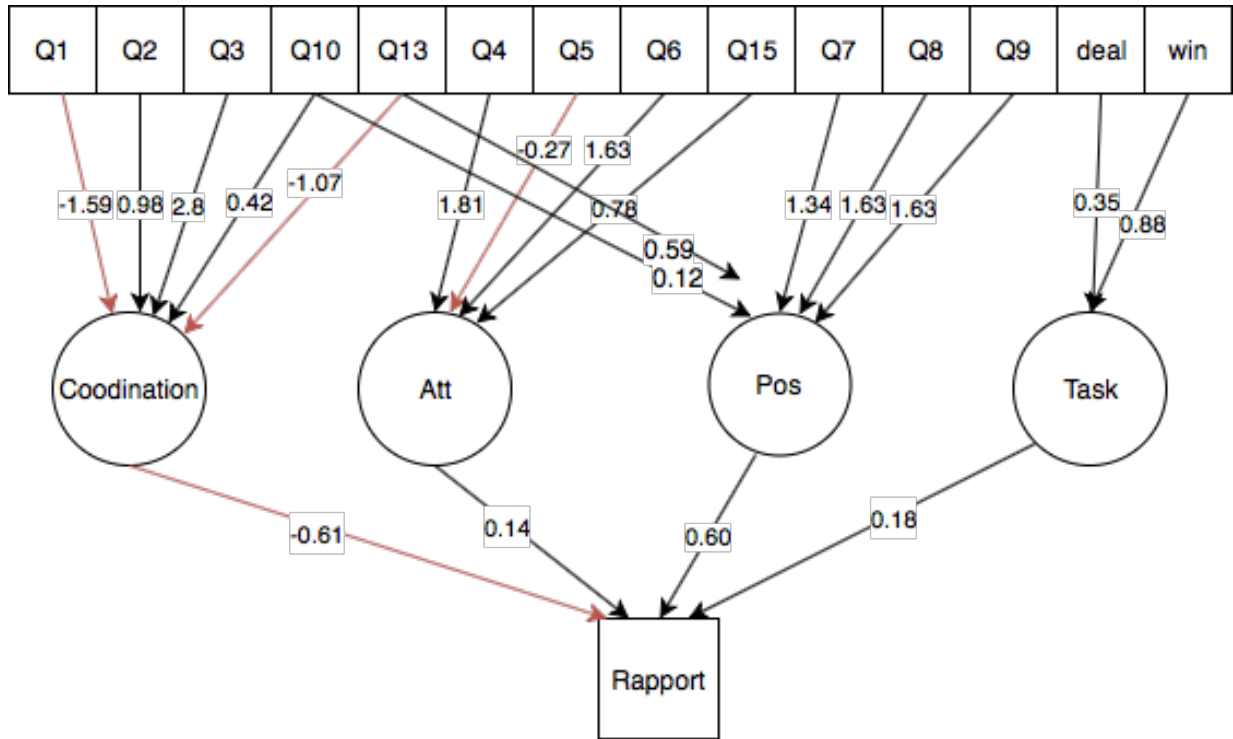 Q1 Q2 Q3 Q10 Q13 Q4 Q5 Q6 Q15 Q7 Q8 Q9 deal win
-0.27 1.63
-1.07
-1.59 0.98 2.8 0.42 1.81 0.78 1.34 1.63 1.63 0.35 0.88
0.59
0.12
Coodination Att Pos Task
-0.61 0.14 0.60 0.18
Rapport